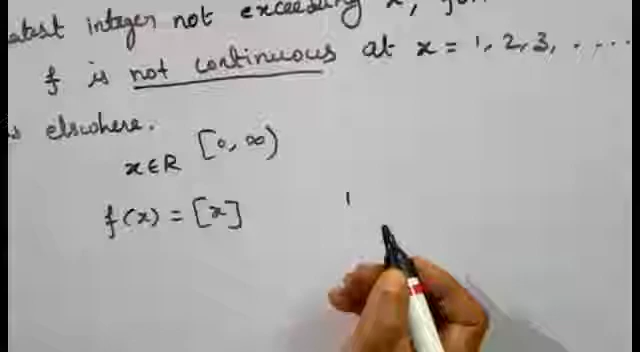 integer not exceeding x,
f is not continuous at x = 1, 2, 3, .....
elsewhere.
x ∈ R [0, ∞)
f(x) = [x]